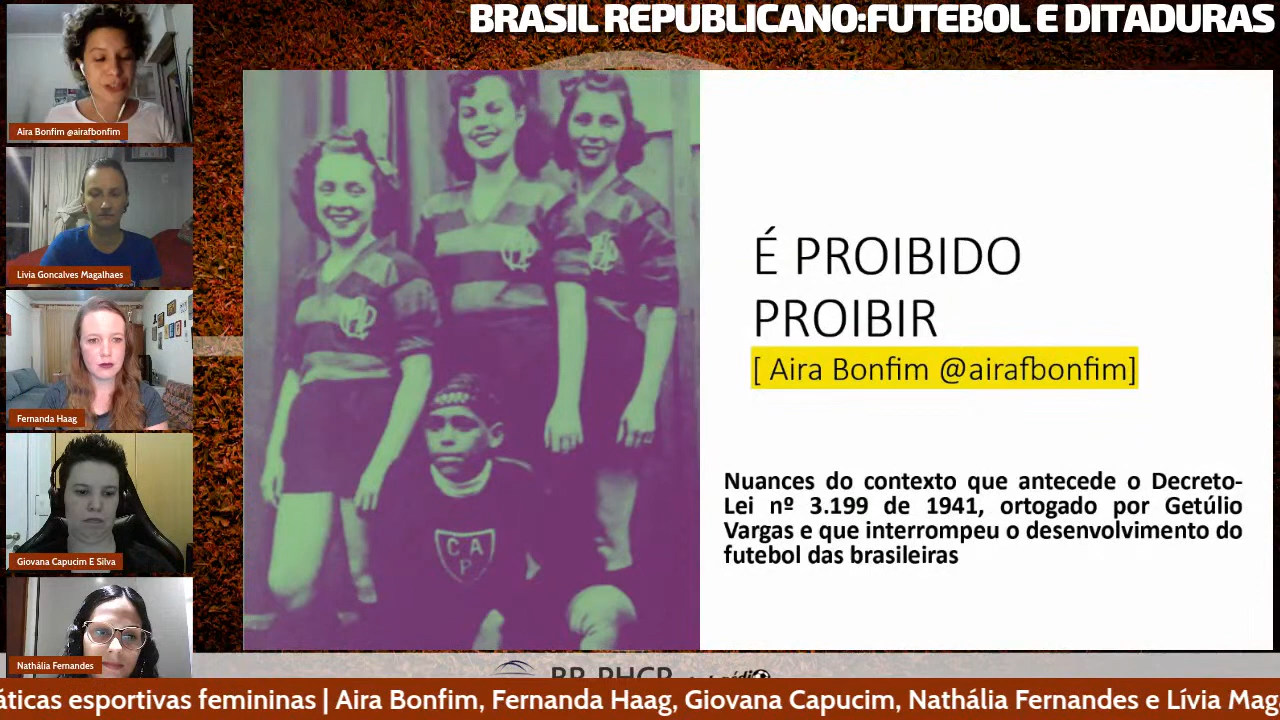 BRASIL REPUBLICANO:FUTEBOL E DITADURAS
Aira Bonfim @airafbonfim
Lívia Goncalves Magalhaes
Fernanda Haag
Giovana Capucim E Silva
Nathália Fernandes
C A
P
É PROIBIDO
PROIBIR
[ Aira Bonfim @airafbonfim]
Nuances do contexto que antecede o Decreto-
Lei nº 3.199 de 1941, ortogado por Getúlio
Vargas e que interrompeu o desenvolvimento do
futebol das brasileiras
áticas esportivas femininas | Aira Bonfim, Fernanda Haag, Giovana Capucim, Nathália Fernandes e Lívia Mag